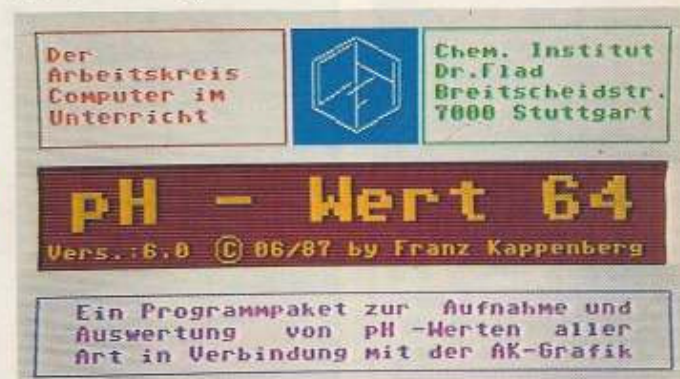 Der
Arbeitskreis
Computer im
Unterricht
Chem. Institut
Dr.Flad
Breitscheidstr.
7000 Stuttgart
pH - Wert 64
Vers.:6.0 © 06/87 by Franz Kappenberg
Ein Programmpaket zur Aufnahme und
Auswertung von pH -Werten aller
Art in Verbindung mit der AK-Grafik